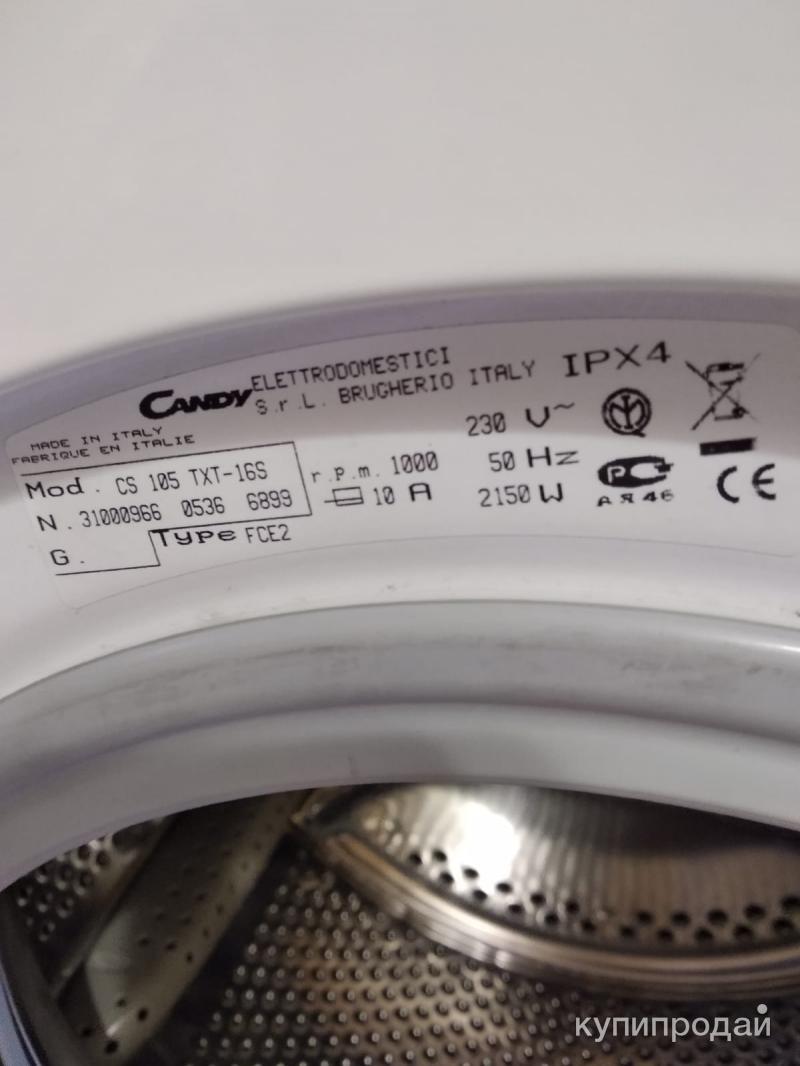 CANDY ELETTRODOMESTICI
S.r.L. BRUGHERIO ITALY IPX4
MADE IN ITALY
FABRIQUE EN ITALIE
Mod. CS 105 TXT-16S
N. 31000966 0536 6899
G.
Type FCE2
r.p.m. 1000
10 A
230 V~
50 Hz
2150 W
РС
АЯ46
CE
купипродай